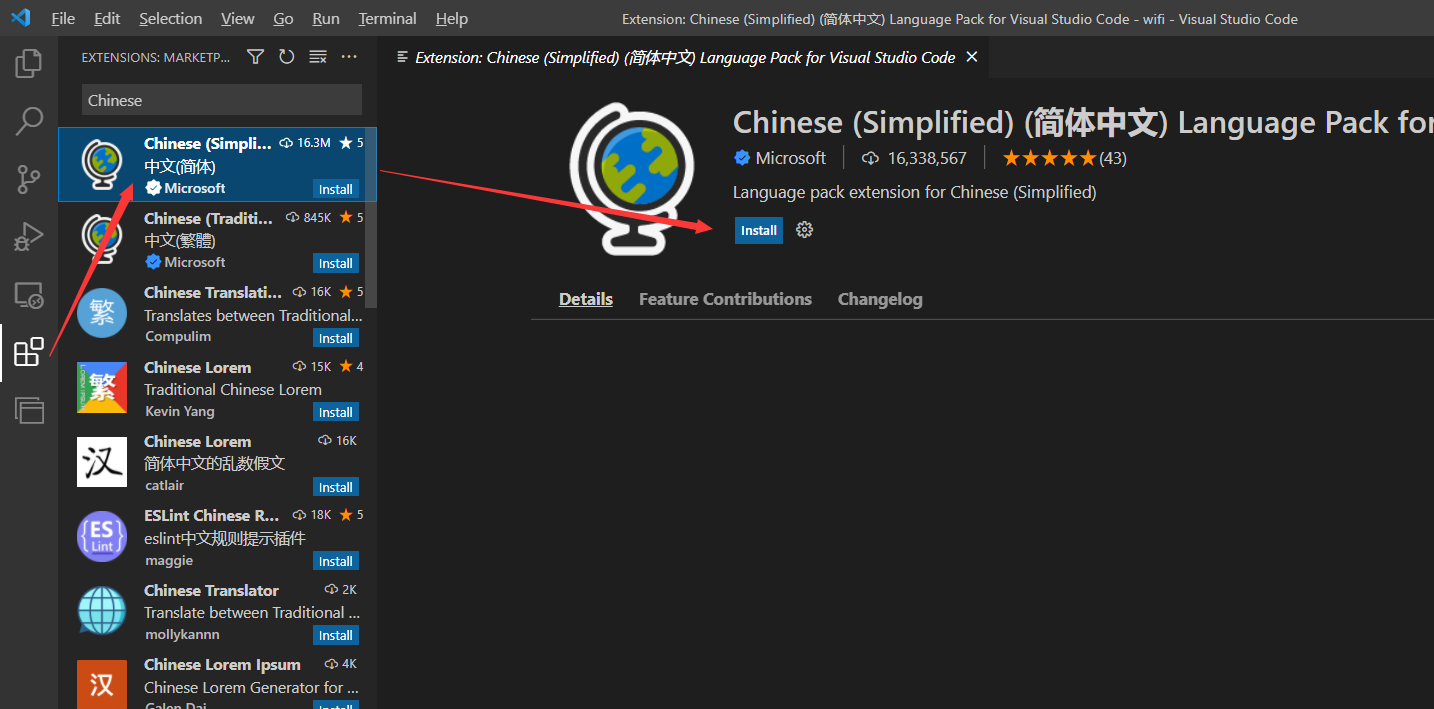 File Edit Selection View Go Run Terminal Help
Extension: Chinese (Simplified) (简体中文) Language Pack for Visual Studio Code - wifi - Visual Studio Code
EXTENSIONS: MARKETP...
Chinese
Chinese (Simpli... 16.3M 5
中文(简体)
Microsoft Install
Chinese (Traditi... 845K 5
中文(繁體)
Microsoft Install
繁
Chinese Translati... 16K 5
Translates between Traditional...
Compulim Install
繁
Chinese Lorem 15K 4
Traditional Chinese Lorem
Kevin Yang Install
汉
Chinese Lorem 16K
简体中文的乱数假文
catlair Install
{ES}
Lint
ESLint Chinese R... 18K 5
eslint中文规则提示插件
maggie Install
Chinese Translator 2K
Translate between Traditional ...
mollykannn Install
汉
Chinese Lorem Ipsum 4K
Chinese Lorem Generator for ...
Galen Dai Install
Extension: Chinese (Simplified) (简体中文) Language Pack for Visual Studio Code
Chinese (Simplified) (简体中文) Language Pack for
Microsoft 16,338,567 (43)
Language pack extension for Chinese (Simplified)
Install
Details Feature Contributions Changelog